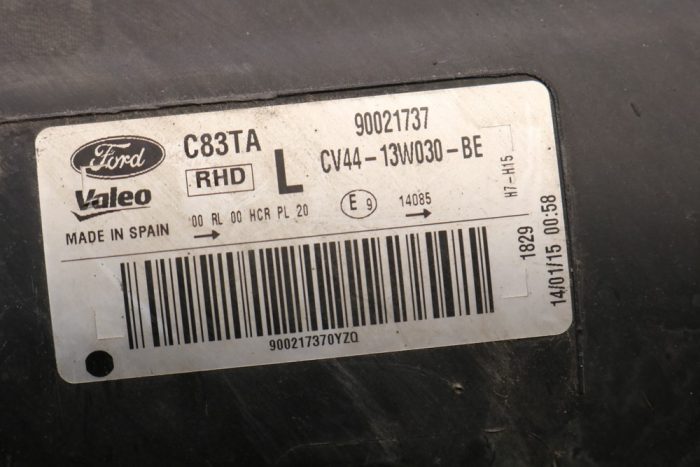 Ford
Valeo
MADE IN SPAIN
C83TA
RHD
L
00 RL 00 HCR PL 20
90021737
CV44-13W030-BE
E 9
14085
H7-H15
1829
14/01/15 00:58
900217370YZQ